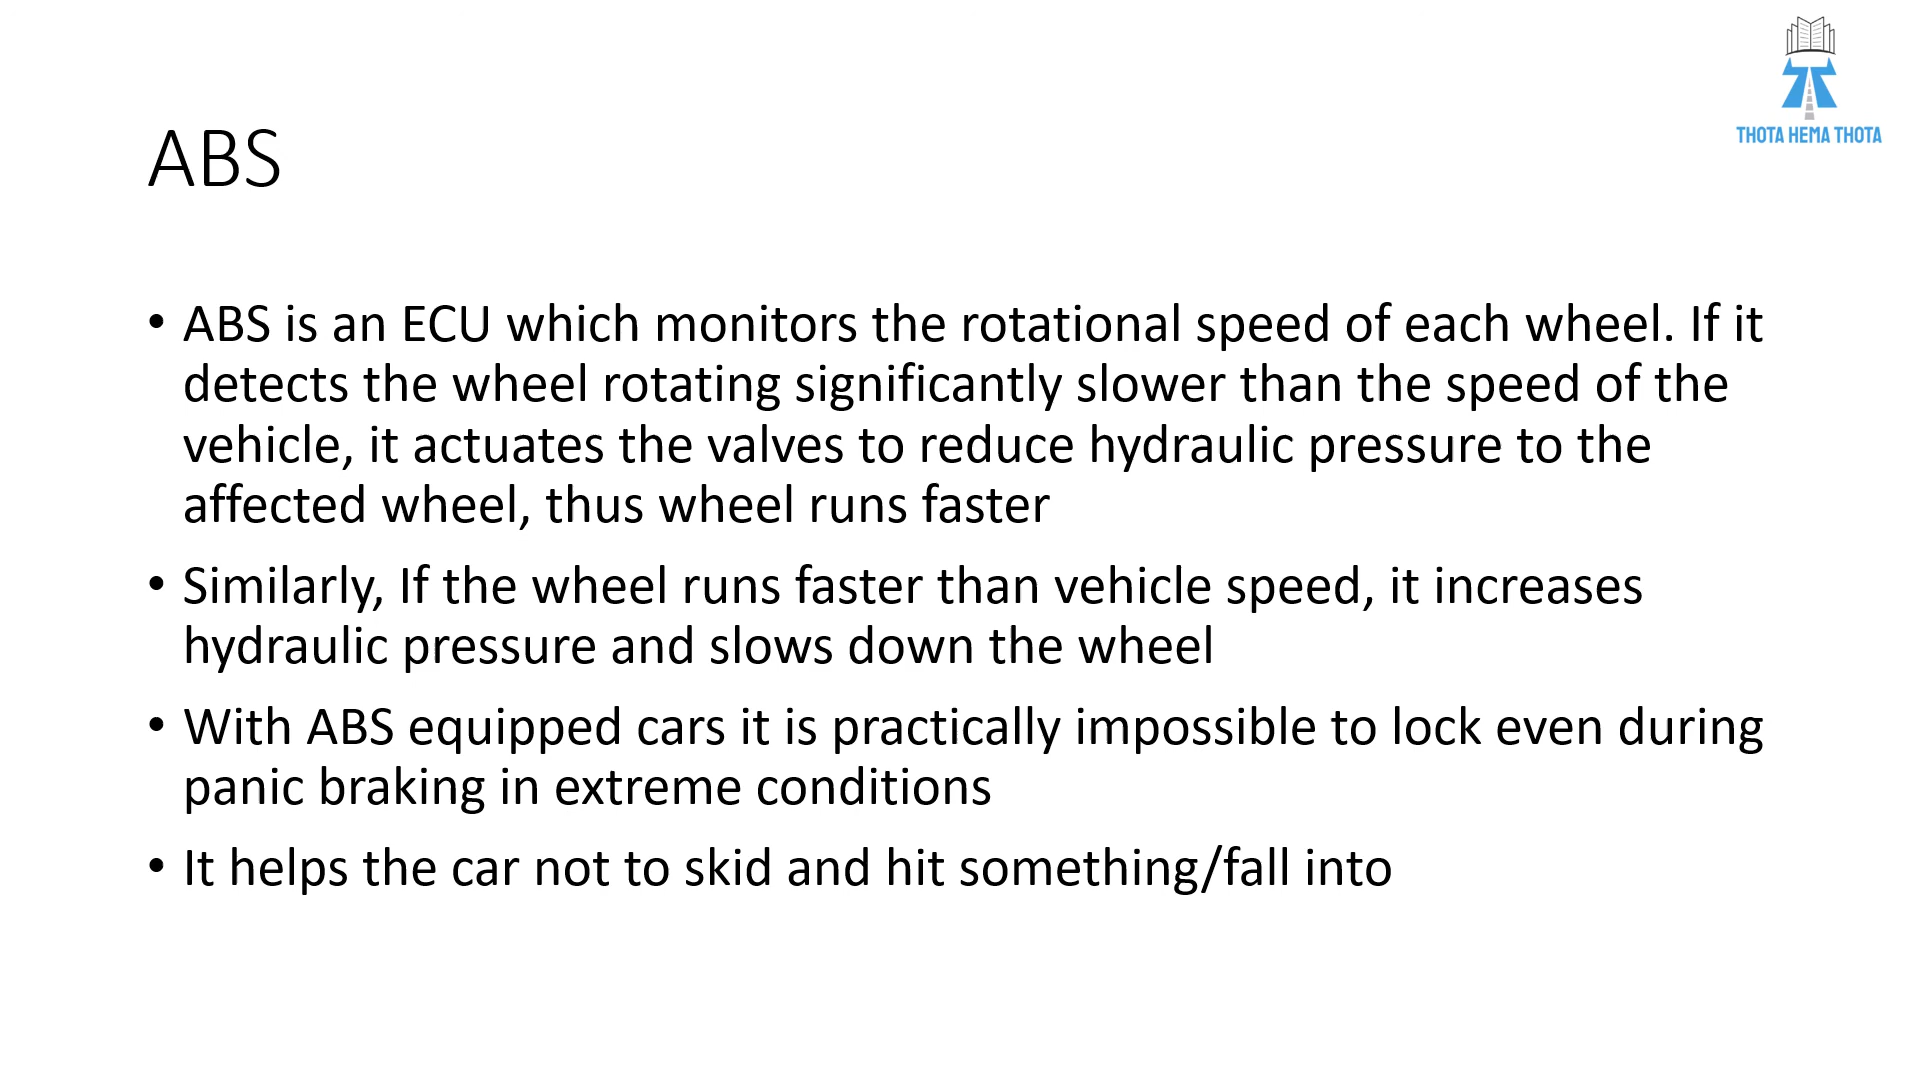 THOTA HEMA THOTA
ABS
• ABS is an ECU which monitors the rotational speed of each wheel. If it
detects the wheel rotating significantly slower than the speed of the
vehicle, it actuates the valves to reduce hydraulic pressure to the
affected wheel, thus wheel runs faster
• Similarly, If the wheel runs faster than vehicle speed, it increases
hydraulic pressure and slows down the wheel
• With ABS equipped cars it is practically impossible to lock even during
panic braking in extreme conditions
• It helps the car not to skid and hit something/fall into